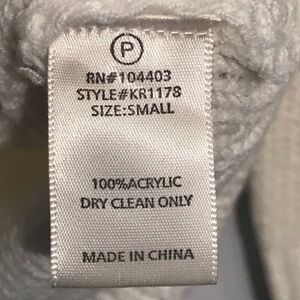 P
RN#104403
STYLE#KR1178
SIZE:SMALL
100%ACRYLIC
DRY CLEAN ONLY
MADE IN CHINA